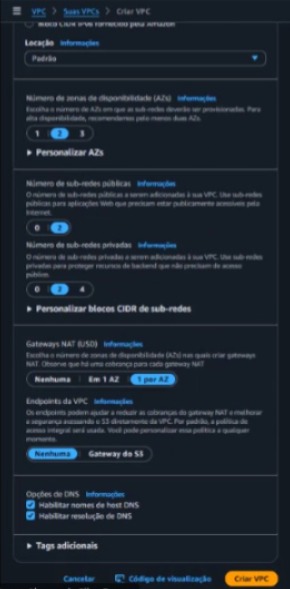 VPC > Suas VPCs > Criar VPC
Bloco CIDR IPv6 fornecido pela Amazon
Locação Informações
Padrão
Número de zonas de disponibilidade (AZs) Informações
Escolha o número de AZs em que as sub-redes deverão ser provisionadas. Para
alta disponibilidade, recomendamos pelo menos duas AZs.
1 2 3
Personalizar AZs
Número de sub-redes públicas Informações
O número de sub-redes públicas a serem adicionadas à sua VPC. Use sub-redes
públicas para aplicações Web que precisam estar publicamente acessíveis pela
Internet.
0 2
Número de sub-redes privadas Informações
O número de sub-redes privadas a serem adicionadas à sua VPC. Use sub-redes
privadas para proteger recursos de backend que não precisam de acesso
público.
0 2 4
Personalizar blocos CIDR de sub-redes
Gateways NAT (USD) Informações
Escolha o número de zonas de disponibilidade (AZs) nas quais criar gateways
NAT. Observe que há uma cobrança para cada gateway NAT
Nenhuma Em 1 AZ 1 por AZ
Endpoints da VPC Informações
Os endpoints podem ajudar a reduzir as cobranças do gateway NAT e melhorar
a segurança acessando o S3 diretamente da VPC. Por padrão, a política de
acesso integral será usada. Você pode personalizar essa política a qualquer
momento.
Nenhuma Gateway do S3
Opções de DNS Informações
Habilitar nomes de host DNS
Habilitar resolução de DNS
Tags adicionais
Cancelar Código de visualização Criar VPC